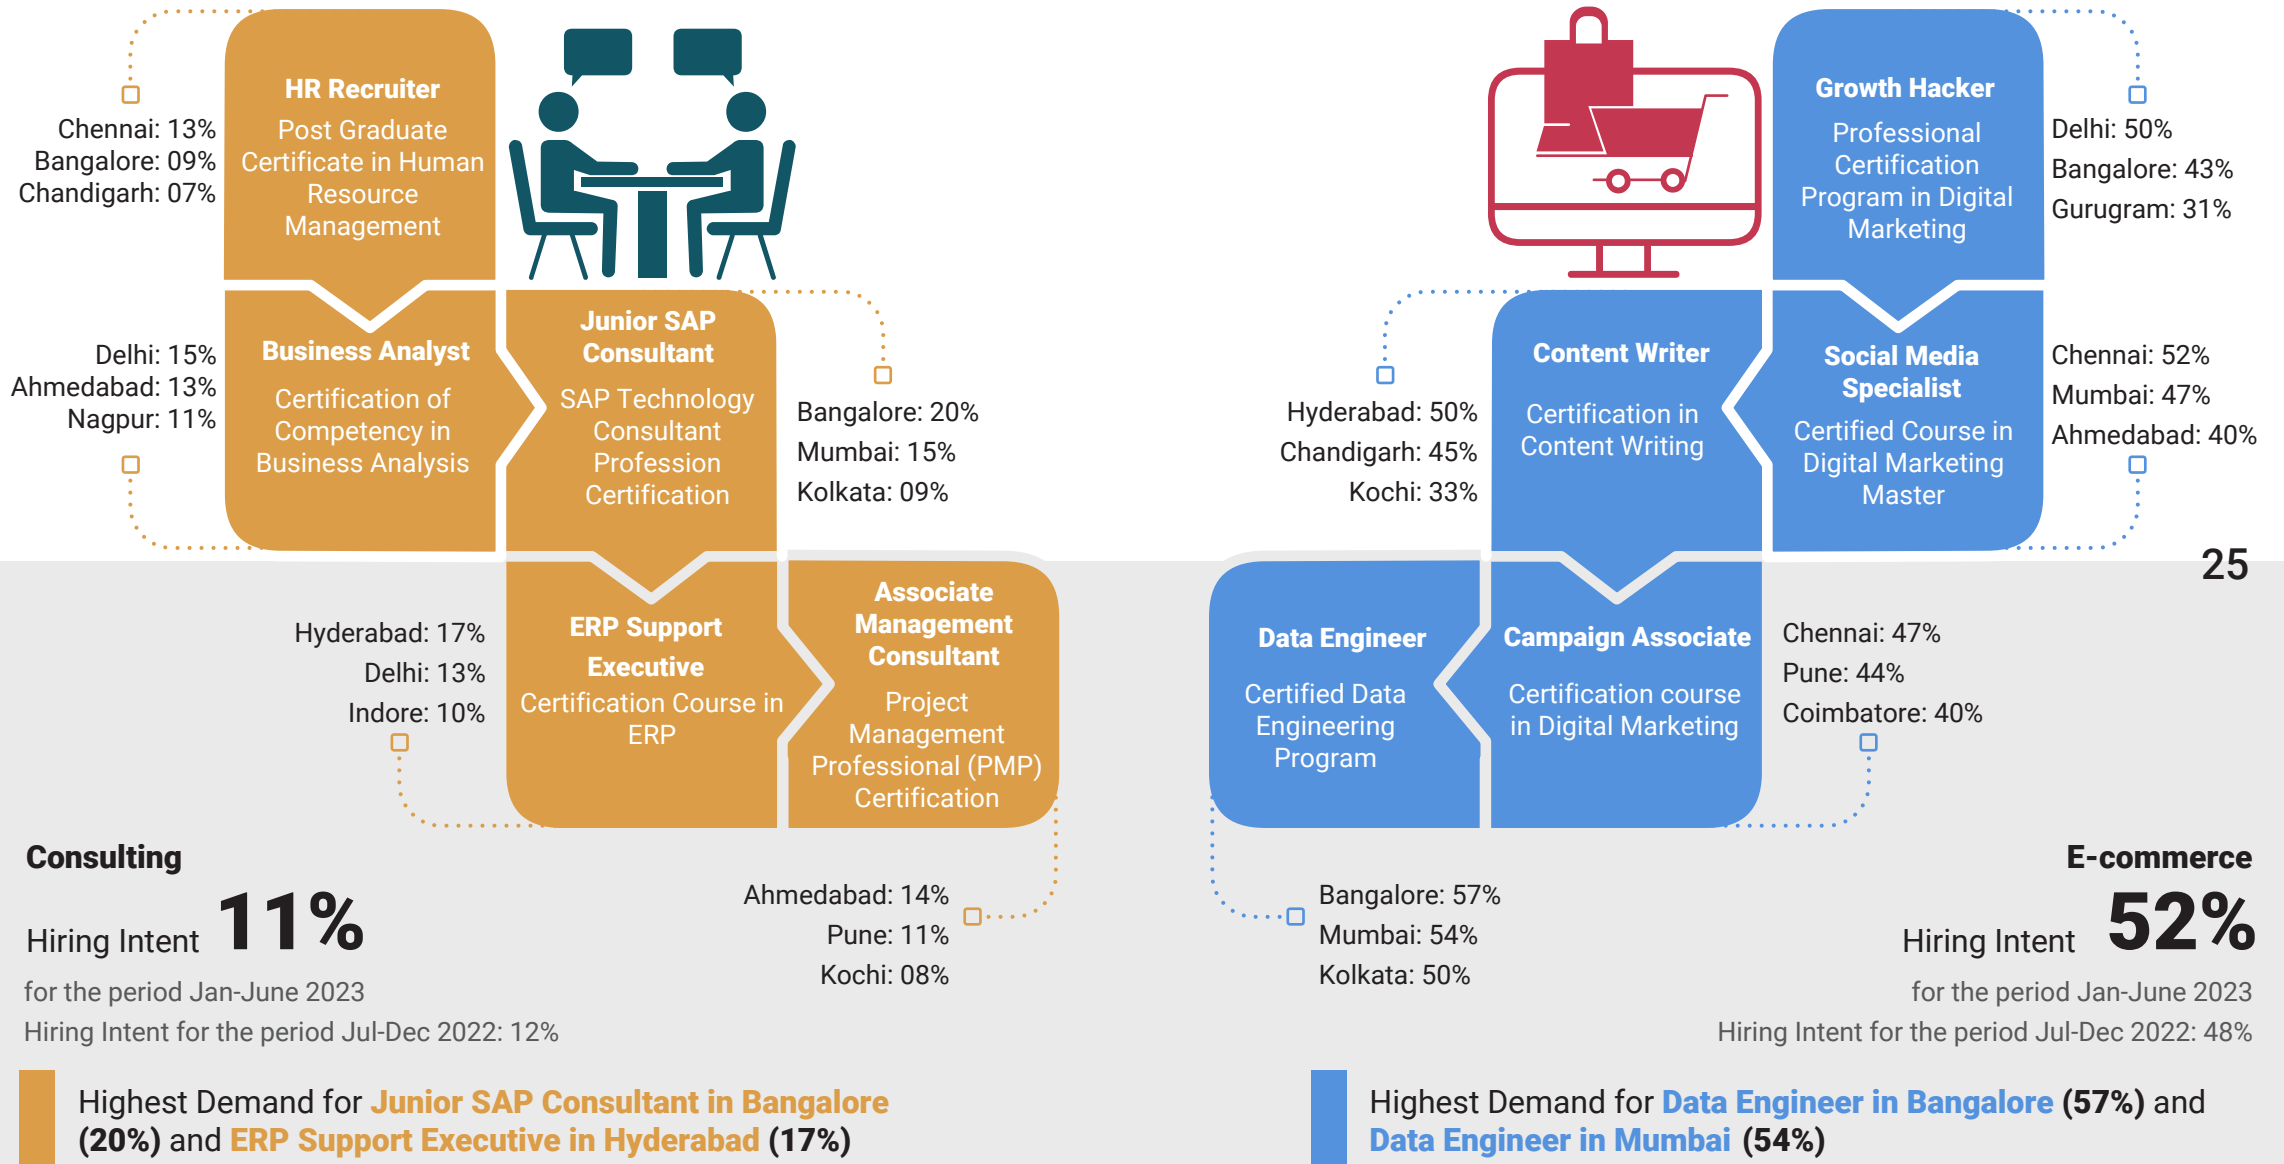 HR Recruiter
Post Graduate
Certificate in Human
Resource
Management
Chennai: 13%
Bangalore: 09%
Chandigarh: 07%
Business Analyst
Certification of
Competency in
Business Analysis
Delhi: 15%
Ahmedabad: 13%
Nagpur: 11%
Junior SAP
Consultant
SAP Technology
Consultant
Profession
Certification
Bangalore: 20%
Mumbai: 15%
Kolkata: 09%
ERP Support
Executive
Certification Course in
ERP
Hyderabad: 17%
Delhi: 13%
Indore: 10%
Associate
Management
Consultant
Project
Management
Professional (PMP)
Certification
Ahmedabad: 14%
Pune: 11%
Kochi: 08%
Consulting
Hiring Intent 11%
for the period Jan-June 2023
Hiring Intent for the period Jul-Dec 2022: 12%
Highest Demand for Junior SAP Consultant in Bangalore
(20%) and ERP Support Executive in Hyderabad (17%)
Growth Hacker
Professional
Certification
Program in Digital
Marketing
Delhi: 50%
Bangalore: 43%
Gurugram: 31%
Social Media
Specialist
Certified Course in
Digital Marketing
Master
Chennai: 52%
Mumbai: 47%
Ahmedabad: 40%
Content Writer
Certification in
Content Writing
Hyderabad: 50%
Chandigarh: 45%
Kochi: 33%
25
Campaign Associate
Certification course
in Digital Marketing
Chennai: 47%
Pune: 44%
Coimbatore: 40%
Data Engineer
Certified Data
Engineering
Program
Bangalore: 57%
Mumbai: 54%
Kolkata: 50%
E-commerce
Hiring Intent 52%
for the period Jan-June 2023
Hiring Intent for the period Jul-Dec 2022: 48%
Highest Demand for Data Engineer in Bangalore (57%) and
Data Engineer in Mumbai (54%)